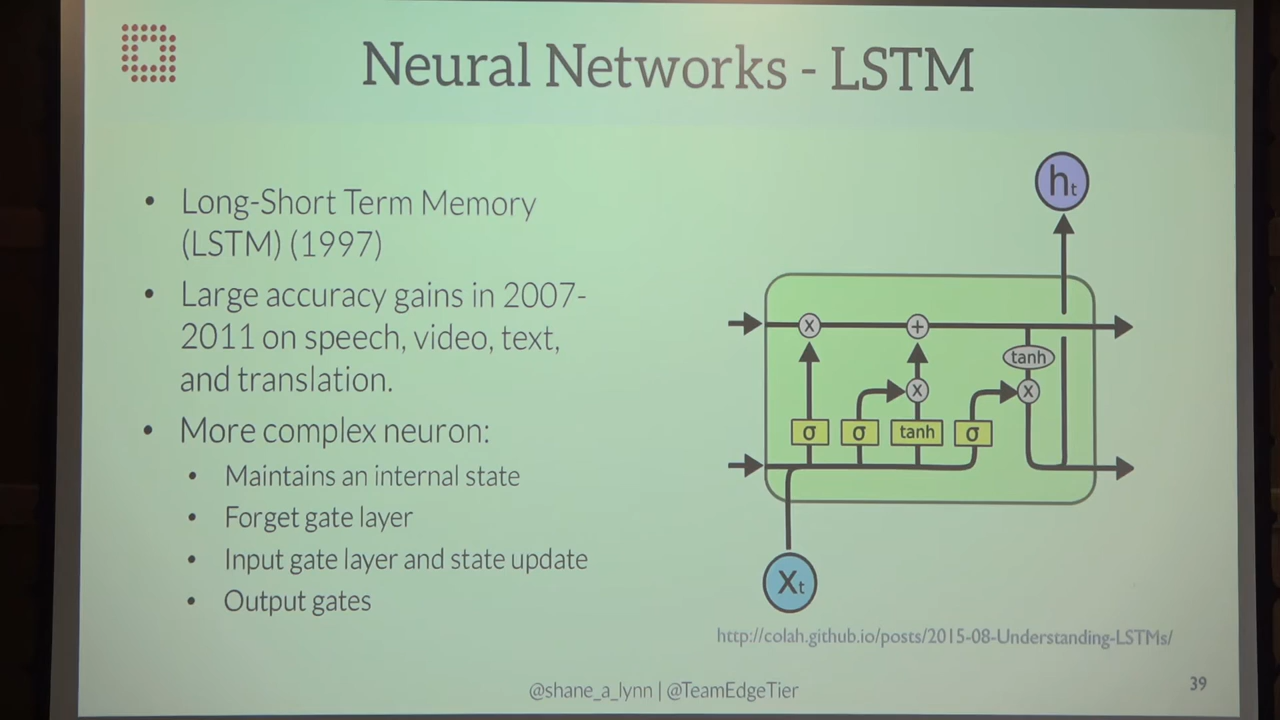 Neural Networks - LSTM
• Long-Short Term Memory
(LSTM) (1997)
• Large accuracy gains in 2007-
2011 on speech, video, text,
and translation.
• More complex neuron:
• Maintains an internal state
• Forget gate layer
• Input gate layer and state update
• Output gates
ht
x +
tanh
x x
σ σ tanh σ
Xt
http://colah.github.io/posts/2015-08-Understanding-LSTMs/
@shane_a_lynn | @TeamEdgeTier
39